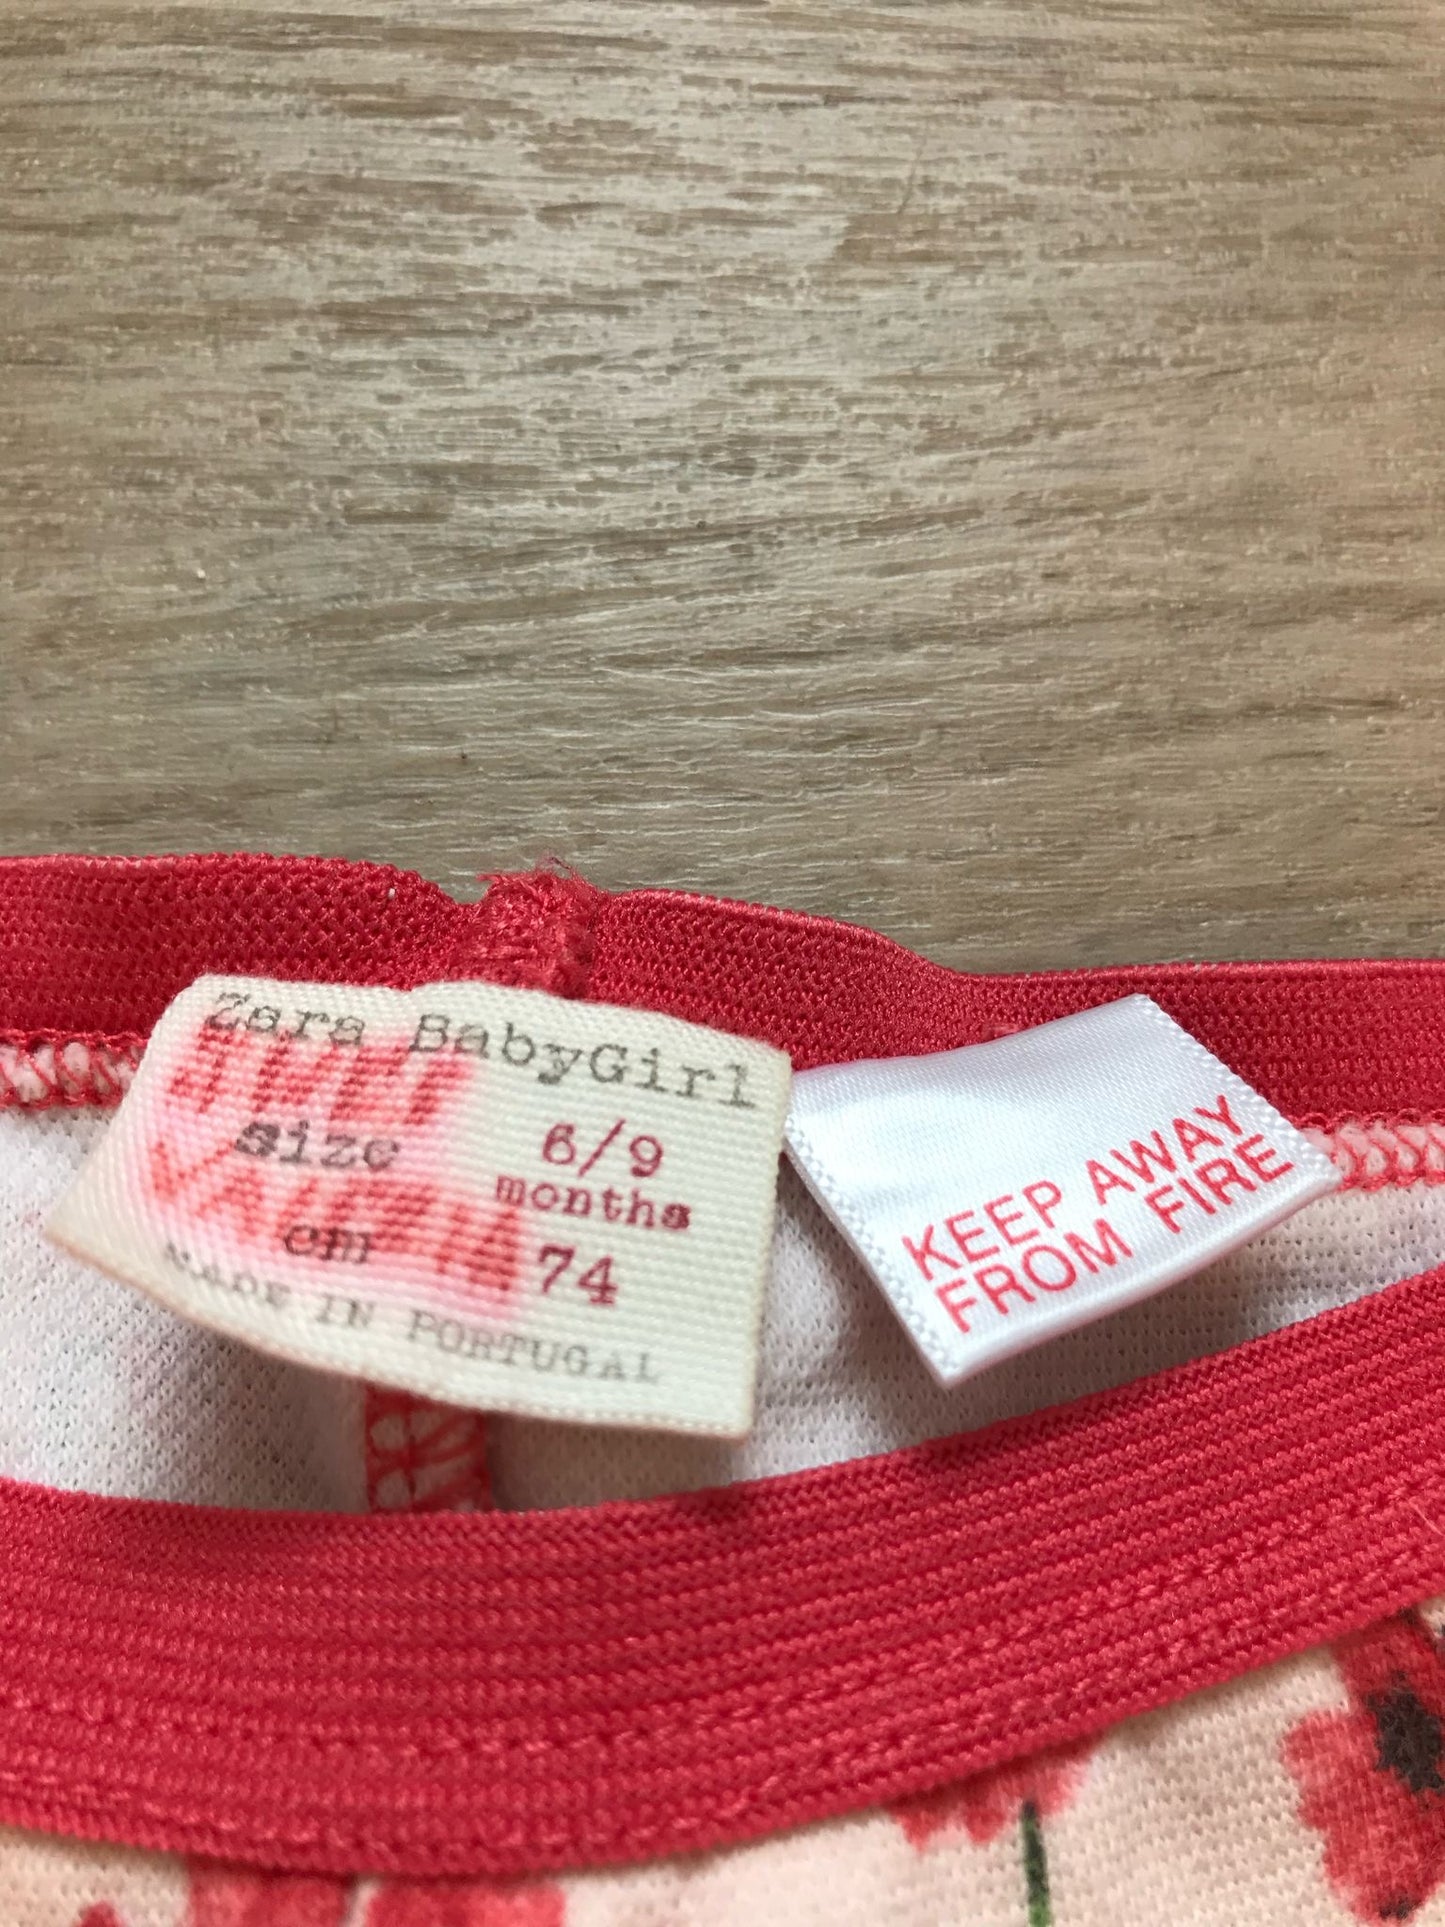 Zara BabyGirl
size 6/9
months
cm 74
MADE IN PORTUGAL
KEEP AWAY
FROM FIRE